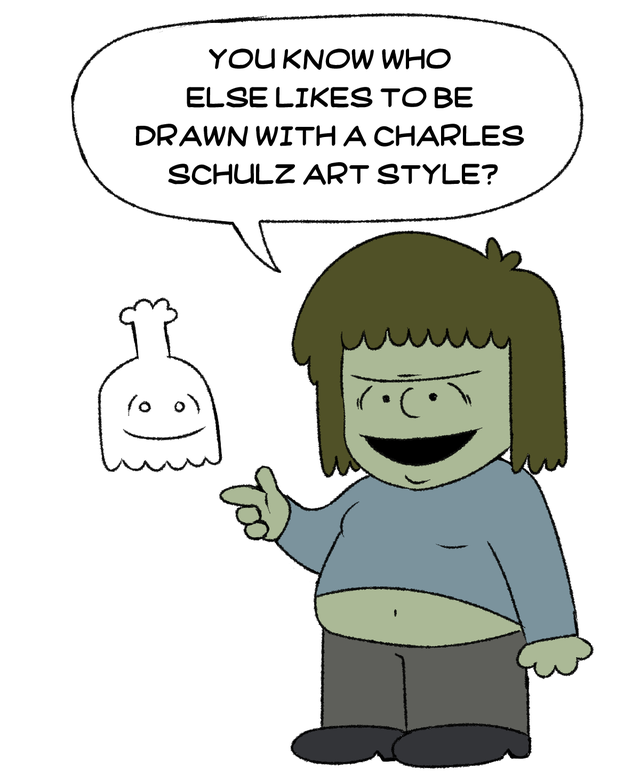 YOU KNOW WHO
ELSE LIKES TO BE
DRAWN WITH A CHARLES
SCHULZ ART STYLE?